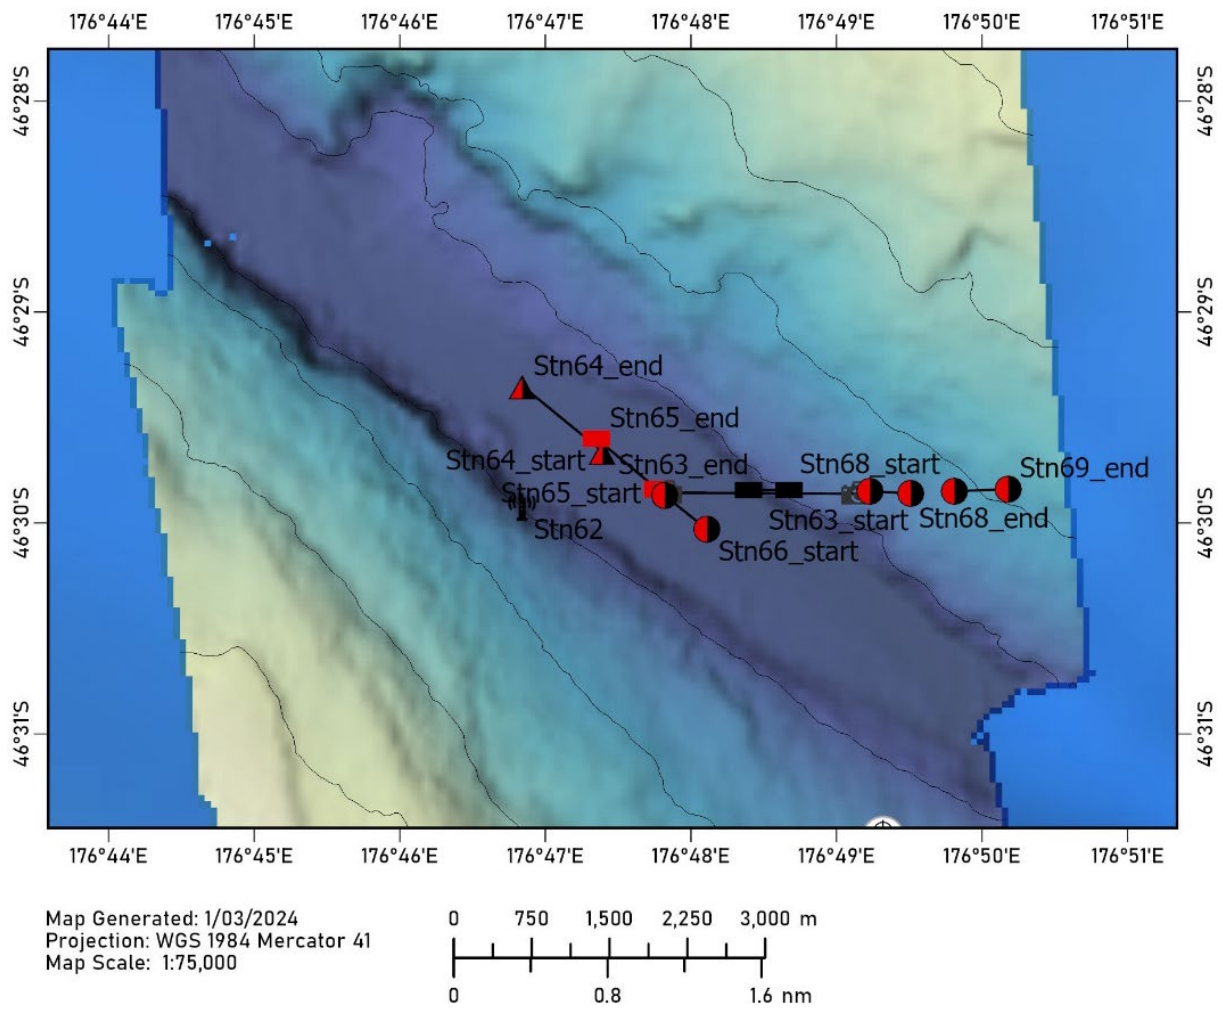 176°44'E 176°45'E 176°46'E 176°47'E 176°48'E 176°49'E 176°50'E 176°51'E
46°28'S 46°28'S
46°29'S 46°29'S
Stn64_end
Stn65_end
Stn64_start Stn63_end Stn68_start Stn69_end
Stn65_start Stn63_start Stn68_end
46°30'S 46°30'S
Stn62
Stn66_start
46°31'S 46°31'S
176°44'E 176°45'E 176°46'E 176°47'E 176°48'E 176°49'E 176°50'E 176°51'E
Map Generated: 1/03/2024
Projection: WGS 1984 Mercator 41
Map Scale: 1:75,000
0 750 1,500 2,250 3,000 m
0 0.8 1.6 nm